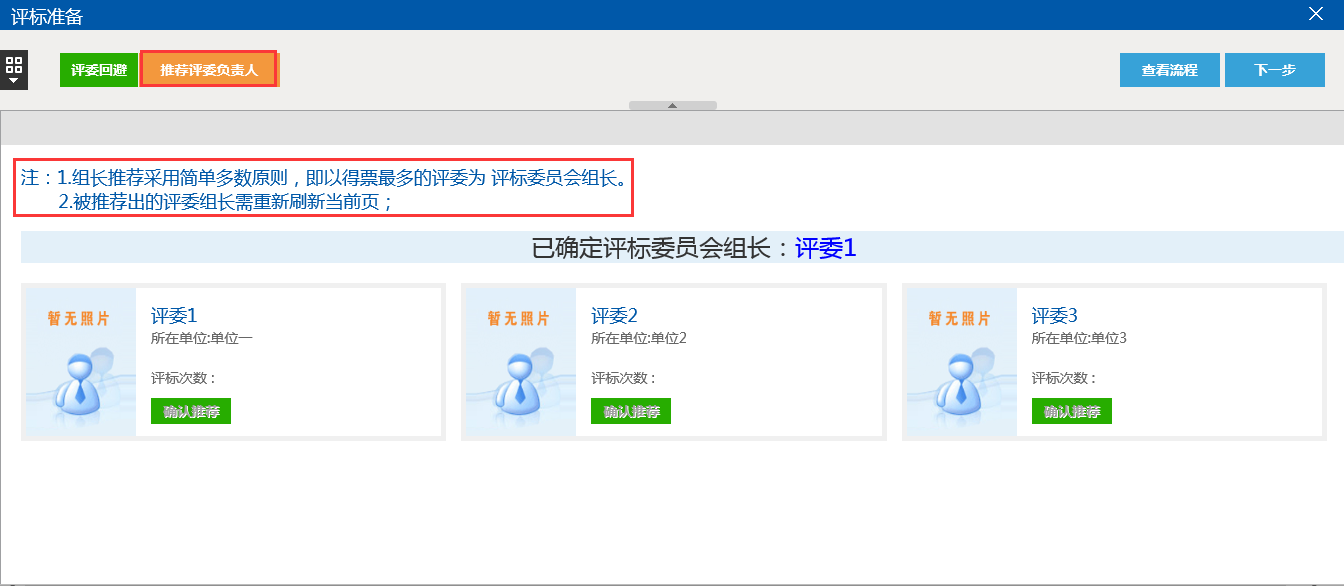 评标准备
评委回避
推荐评委负责人
查看流程
下一步
注：1.组长推荐采用简单多数原则，即以得票最多的评委为 评标委员会组长。
2.被推荐出的评委组长需重新刷新当前页；
已确定评标委员会组长：评委1
暂无照片
评委1
所在单位:单位一
评标次数：
确认推荐
暂无照片
评委2
所在单位:单位2
评标次数：
确认推荐
暂无照片
评委3
所在单位:单位3
评标次数：
确认推荐